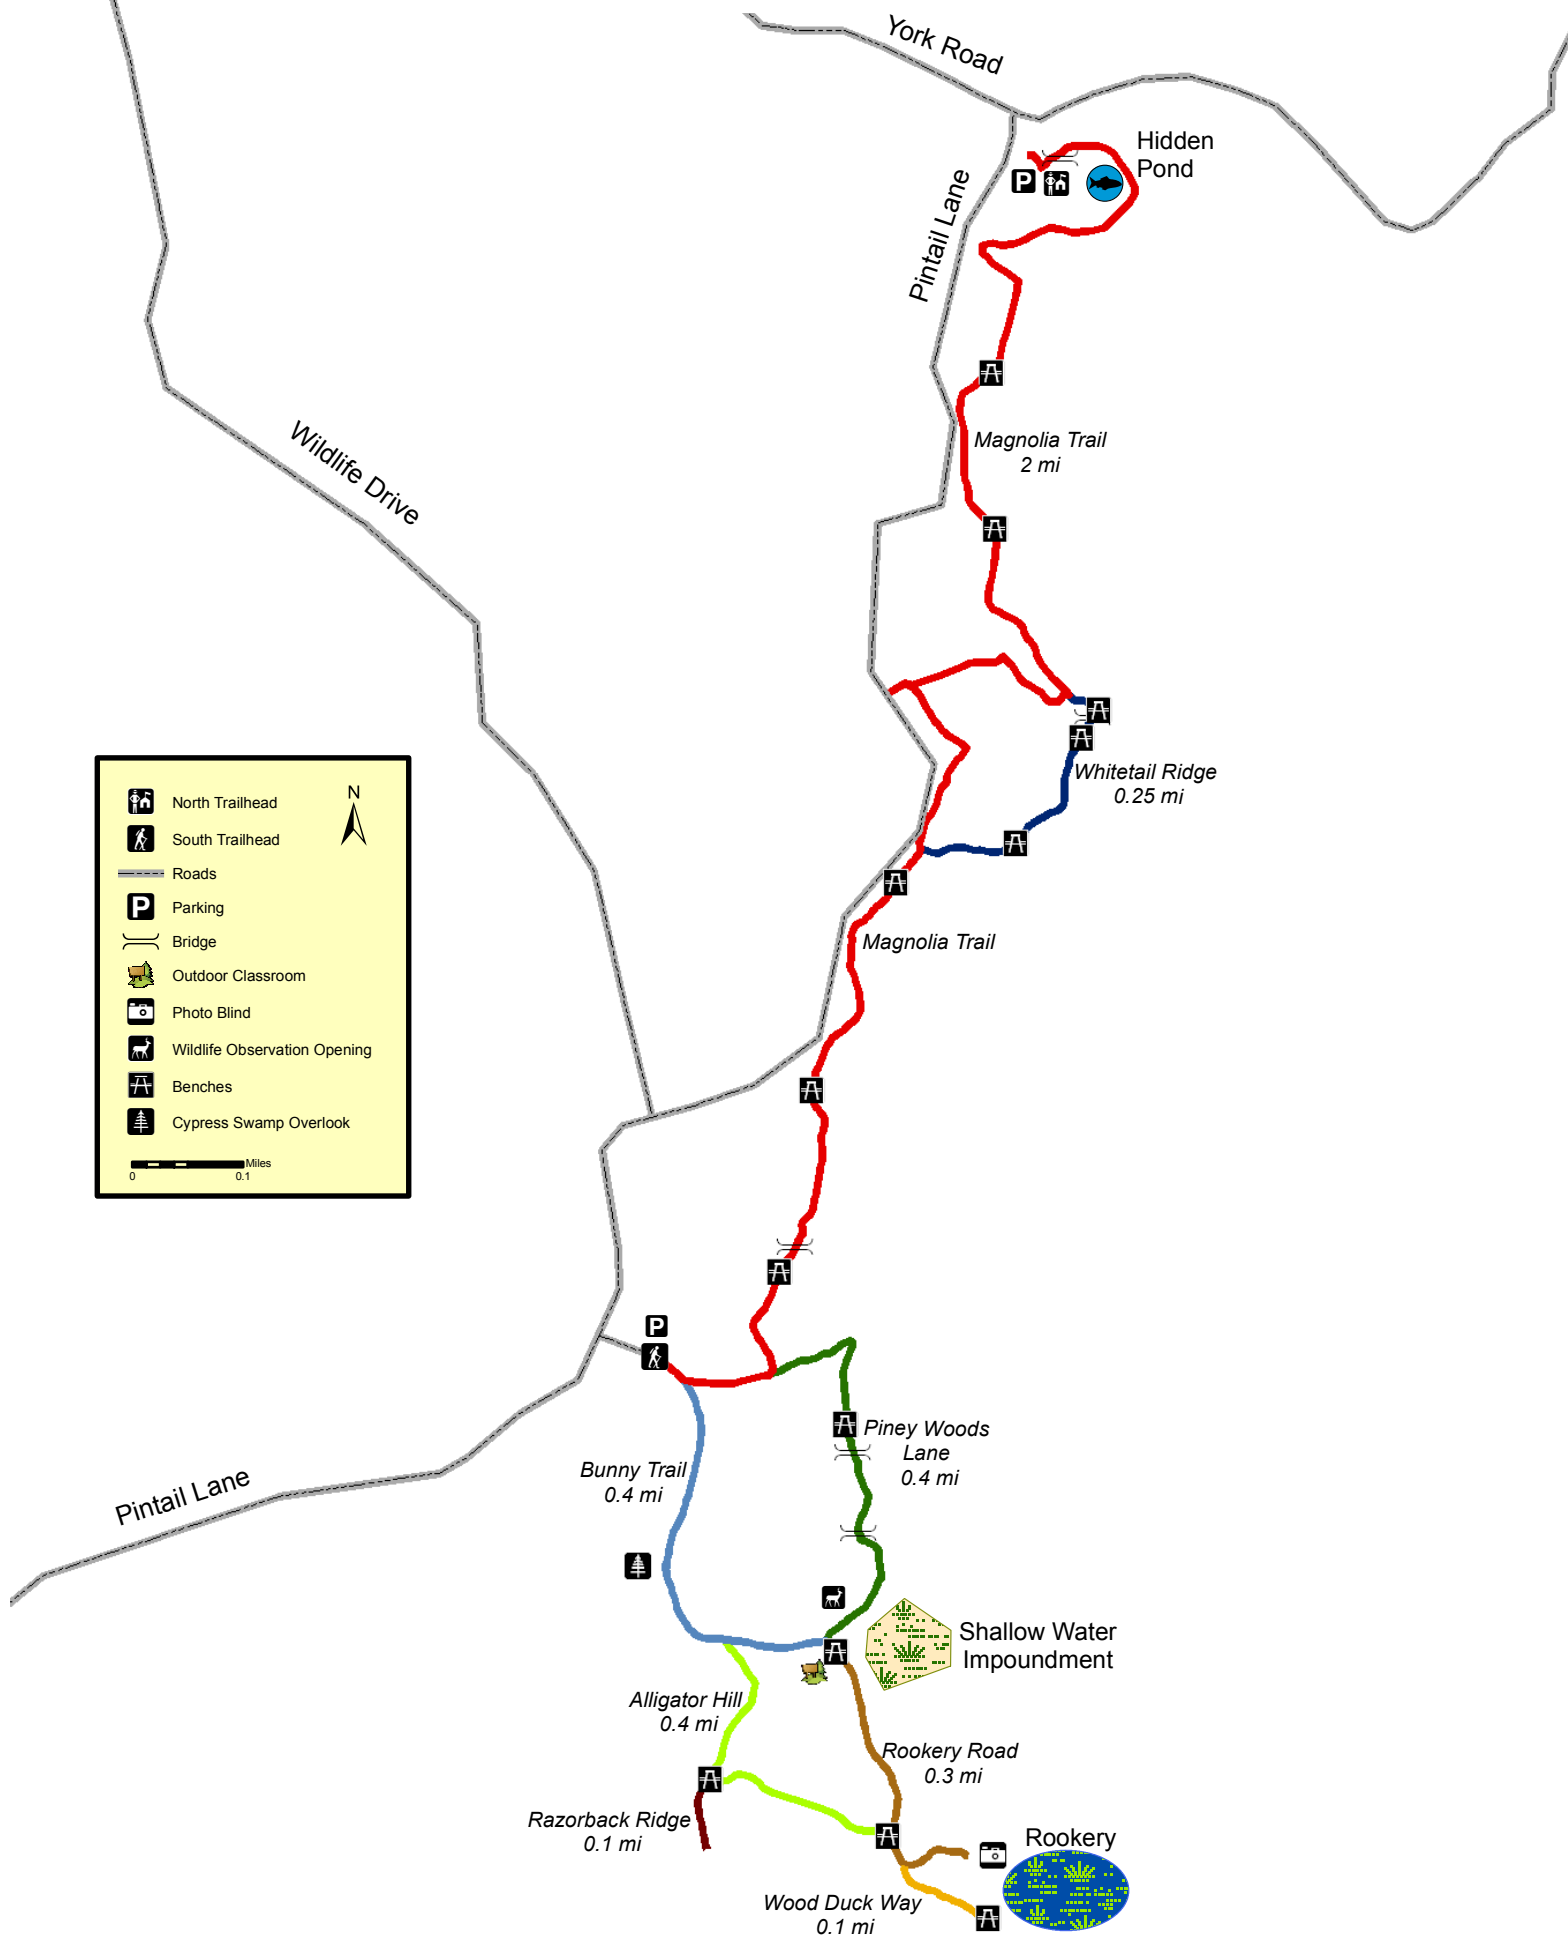 York Road
Hidden
Pond
P
Pintail Lane
Magnolia Trail
2 mi
Wildlife Drive
Whitetail Ridge
0.25 mi
N
North Trailhead
South Trailhead
Roads
P
Parking
Bridge
Outdoor Classroom
Photo Blind
Wildlife Observation Opening
Benches
Cypress Swamp Overlook
Miles
0
0.1
Magnolia Trail
P
Piney Woods
Lane
0.4 mi
Bunny Trail
0.4 mi
Pintail Lane
Shallow Water
Impoundment
Alligator Hill
0.4 mi
Rookery Road
0.3 mi
Razorback Ridge
0.1 mi
Rookery
Wood Duck Way
0.1 mi